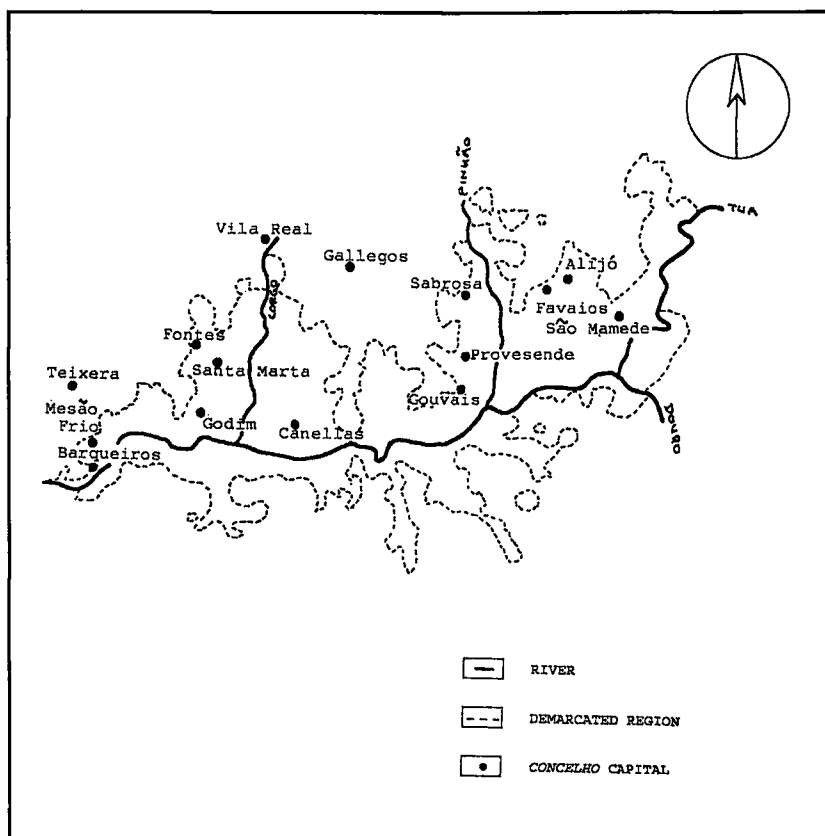 PINHÃO
TUA
Vila Real
Gallegos
Alijó
Sabrosa
CORGO
Favaios
São Mamede
Fontes
Santa Marta
Provesende
Teixera
Mesão
Frio
Godim
Gouvais
Canellas
DOURO
Barqueiros
RIVER
DEMARCATED REGION
CONCELHO CAPITAL